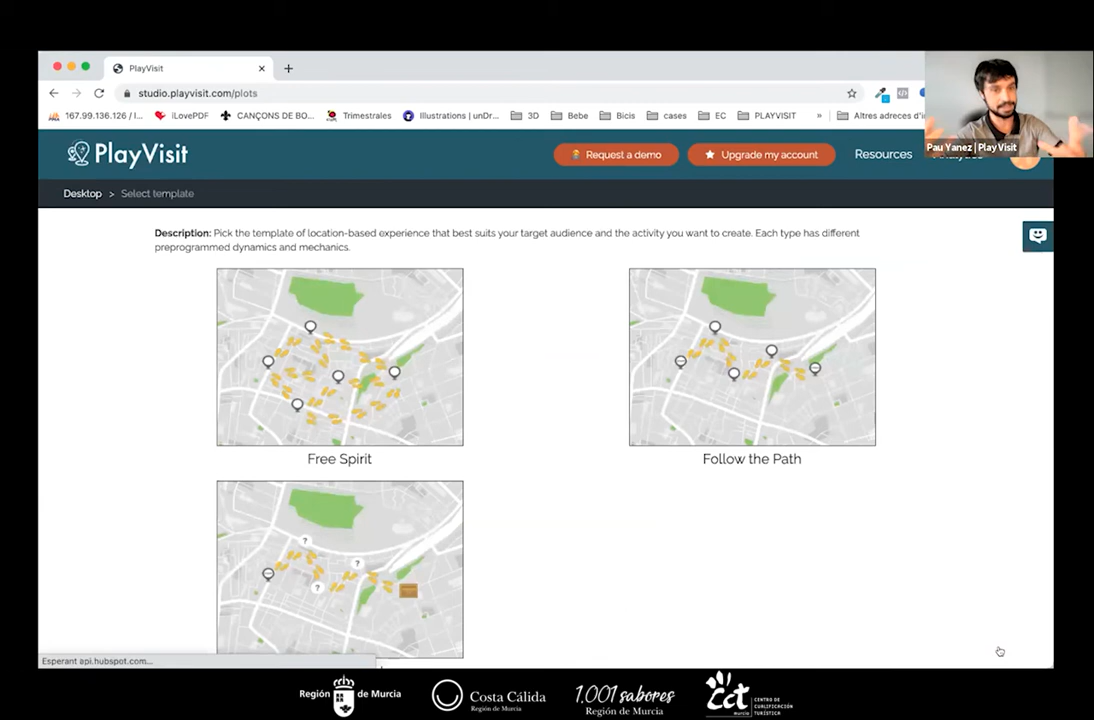 PlayVisit
studio.playvisit.com/plots
167.99.136.126 / l...
iLovePDF
CANÇONS DE BO...
Trimestrales
Illustrations | unDr...
3D
Bebe
Bicis
cases
EC
PLAYVISIT
»
Altres adreces d'i
Pau Yanez | PlayVisit
PlayVisit
Request a demo
Upgrade my account
Resources
Desktop > Select template
Description: Pick the template of location-based experience that best suits your target audience and the activity you want to create. Each type has different
preprogrammed dynamics and mechanics.
Free Spirit
Follow the Path
?
?
?
Esperant api.hubspot.com...
Región de Murcia
Costa Cálida
Región de Murcia
1.001 sabores
Región de Murcia
cct
murcia
CENTRO DE
CUALIFICACIÓN
TURÍSTICA